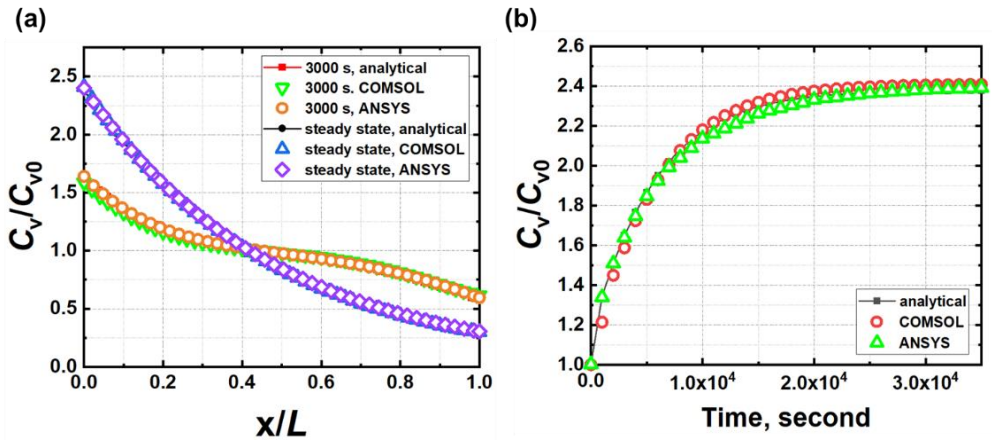 (a)
2.5
2.0
1.5
1.0
0.5
0.0
C_v/C_v0
0.0 0.2 0.4 0.6 0.8 1.0
x/L
3000 s, analytical
3000 s. COMSOL
3000 s, ANSYS
steady state, analytical
steady state, COMSOL
steady state, ANSYS
(b)
2.6
2.4
2.2
2.0
1.8
1.6
1.4
1.2
1.0
C_v/C_v0
0.0 1.0x10^4 2.0x10^4 3.0x10^4
Time, second
analytical
COMSOL
ANSYS